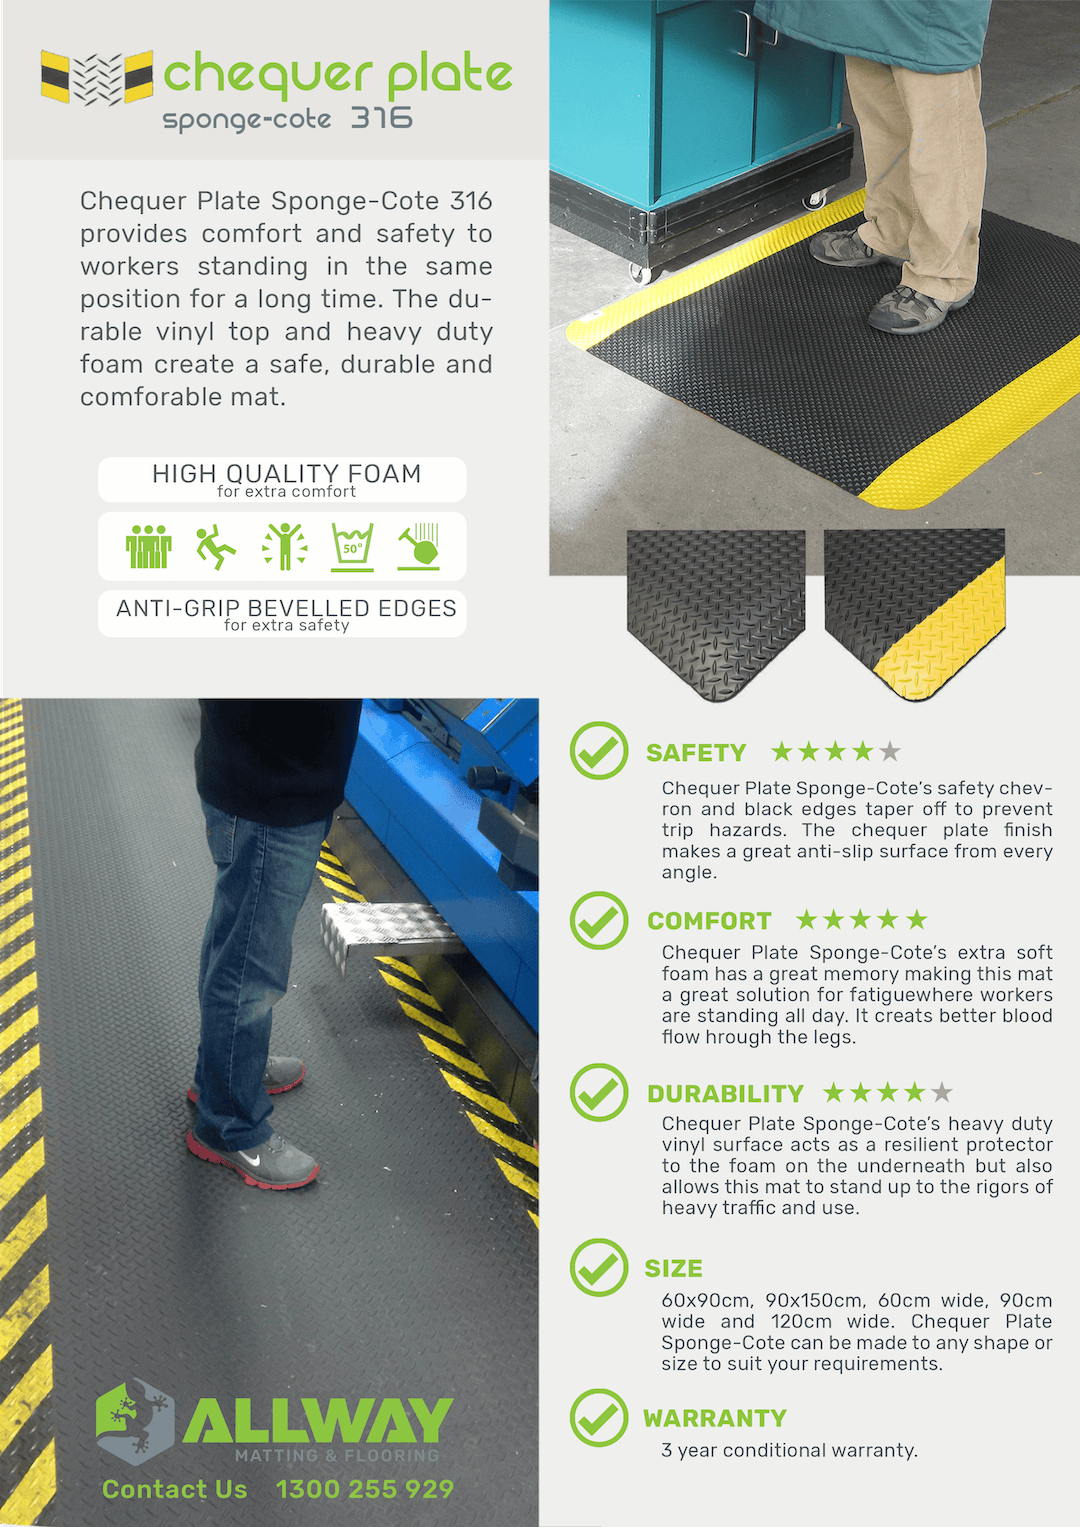 chequer plate
sponge-cote 316
Chequer Plate Sponge-Cote 316
provides comfort and safety to
workers standing in the same
position for a long time. The du-
rable vinyl top and heavy duty
foam create a safe, durable and
comforable mat.
HIGH QUALITY FOAM
for extra comfort
50°
ANTI-GRIP BEVELLED EDGES
for extra safety
SAFETY
Chequer Plate Sponge-Cote's safety chev-
ron and black edges taper off to prevent
trip hazards. The chequer plate finish
makes a great anti-slip surface from every
angle.
COMFORT
Chequer Plate Sponge-Cote's extra soft
foam has a great memory making this mat
a great solution for fatiguewhere workers
are standing all day. It creats better blood
flow hrough the legs.
DURABILITY
Chequer Plate Sponge-Cote's heavy duty
vinyl surface acts as a resilient protector
to the foam on the underneath but also
allows this mat to stand up to the rigors of
heavy traffic and use.
SIZE
60x90cm, 90x150cm, 60cm wide, 90cm
wide and 120cm wide. Chequer Plate
Sponge-Cote can be made to any shape or
size to suit your requirements.
WARRANTY
3 year conditional warranty.
ALLWAY
MATTING & FLOORING
Contact Us 1300 255 929